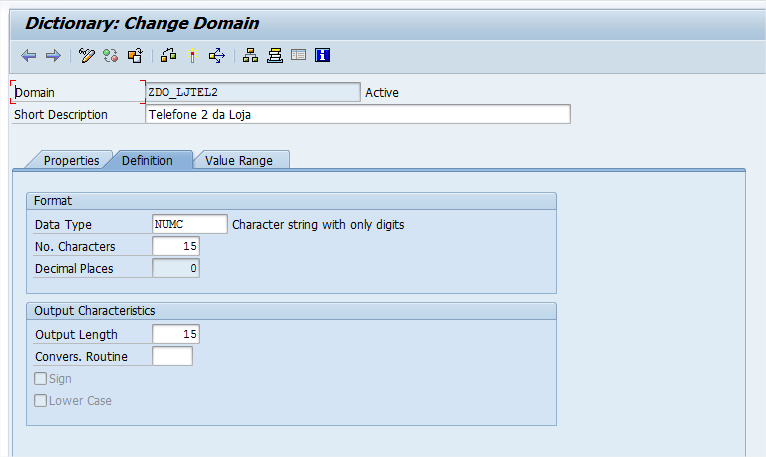 Dictionary: Change Domain
Domain ZDO_LJTEL2 Active
Short Description Telefone 2 da Loja
Properties Definition Value Range
Format
Data Type NUMC Character string with only digits
No. Characters 15
Decimal Places 0
Output Characteristics
Output Length 15
Convers. Routine
Sign
Lower Case